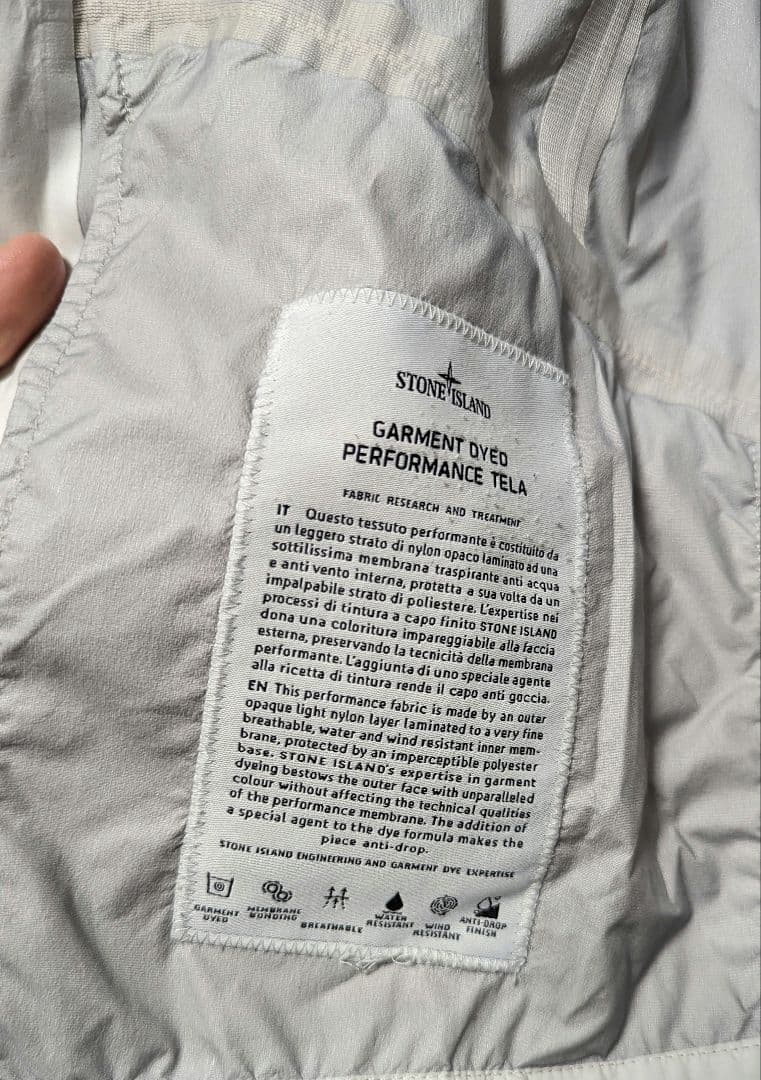 STONE ISLAND
GARMENT DYED
PERFORMANCE TELA
FABRIC RESEARCH AND TREATMENT
IT Questo tessuto performante è costituito da
un leggero strato di nylon opaco laminato ad una
sottilissima membrana traspirante anti acqua
e anti vento interna, protetta a sua volta da un
impalpabile strato di poliestere. L'expertise nei
processi di tintura a capo finito STONE ISLAND
dona una coloritura impareggiabile alla faccia
esterna, preservando la tecnicità della membrana
performante. L'aggiunta di uno speciale agente
alla ricetta di tintura rende il capo anti goccia.
EN This performance fabric is made by an outer
opaque light nylon layer laminated to a very fine
breathable, water and wind resistant inner mem-
brane, protected by an imperceptible polyester
base. STONE ISLAND's expertise in garment
dyeing bestows the outer face with unparalleled
colour without affecting the technical qualities
of the performance membrane. The addition of
a special agent to the dye formula makes the
piece anti-drop.
STONE ISLAND ENGINEERING AND GARMENT DYE EXPERTISE
GARMENT DYED
MEMBRANE BONDING
BREATHABLE
WATER RESISTANT
WIND RESISTANT
ANTI-DROP FINISH